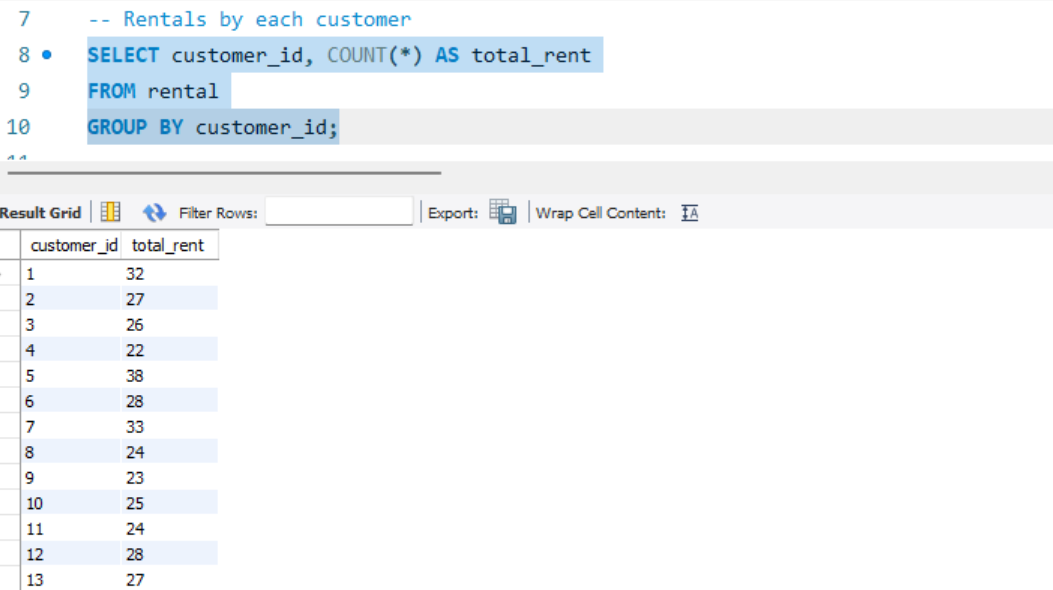 7 -- Rentals by each customer
8 SELECT customer_id, COUNT(*) AS total_rent
9 FROM rental
10 GROUP BY customer_id;
Result Grid Filter Rows: Export: Wrap Cell Content:
customer_id total_rent
1 32
2 27
3 26
4 22
5 38
6 28
7 33
8 24
9 23
10 25
11 24
12 28
13 27